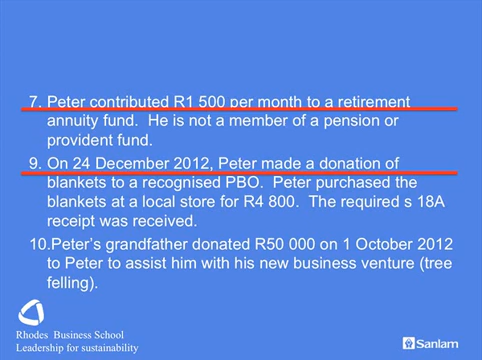 7. Peter contributed R1 500 per month to a retirement
annuity fund.  He is not a member of a pension or
provident fund.
9. On 24 December 2012, Peter made a donation of
blankets to a recognised PBO.  Peter purchased the
blankets at a local store for R4 800.  The required s 18A
receipt was received.
10.Peter's grandfather donated R50 000 on 1 October 2012
to Peter to assist him with his new business venture (tree
felling).
Rhodes  Business School
Leadership for sustainability
Sanlam